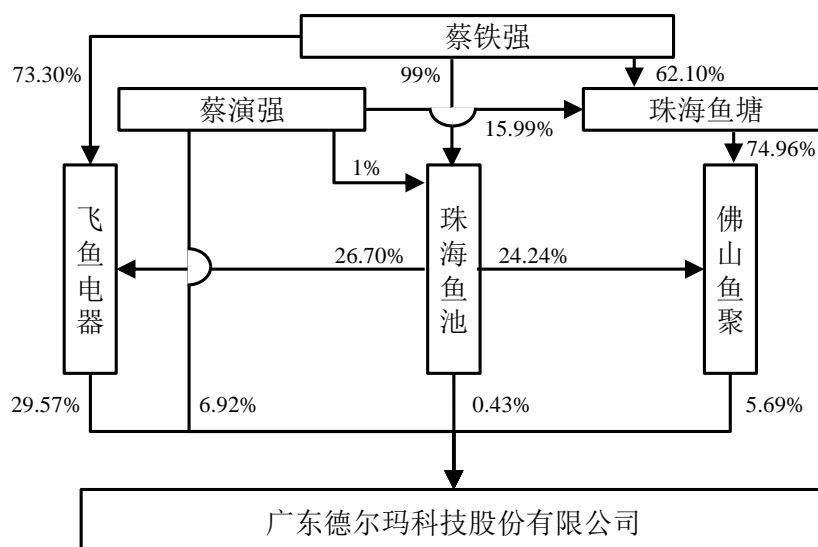 蔡铁强
73.30%
99%
62.10%
蔡演强
珠海鱼塘
15.99%
74.96%
1%
飞鱼电器
珠海鱼池
佛山鱼聚
26.70%
24.24%
29.57%
6.92%
0.43%
5.69%
广东德尔玛科技股份有限公司